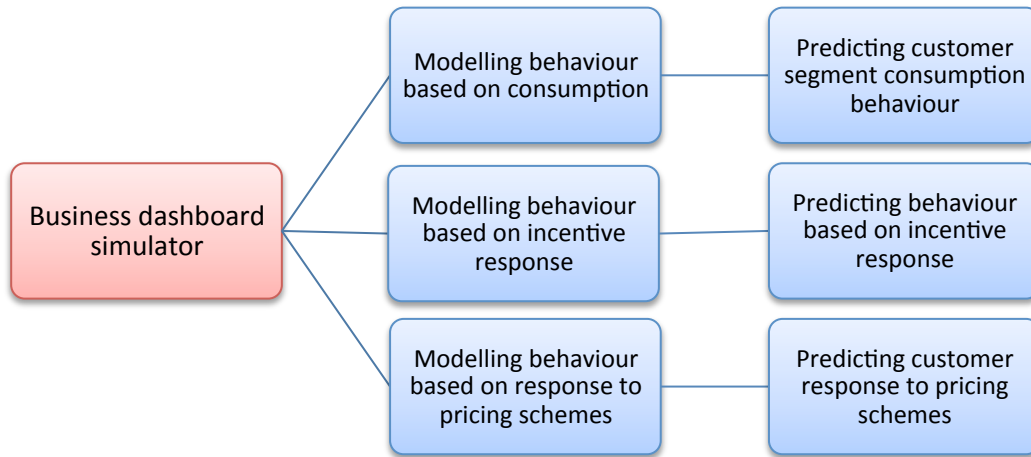 Business dashboard
simulator
Modelling behaviour
based on consumption
Predicting customer
segment consumption
behaviour
Modelling behaviour
based on incentive
response
Predicting behaviour
based on incentive
response
Modelling behaviour
based on response to
pricing schemes
Predicting customer
response to pricing
schemes